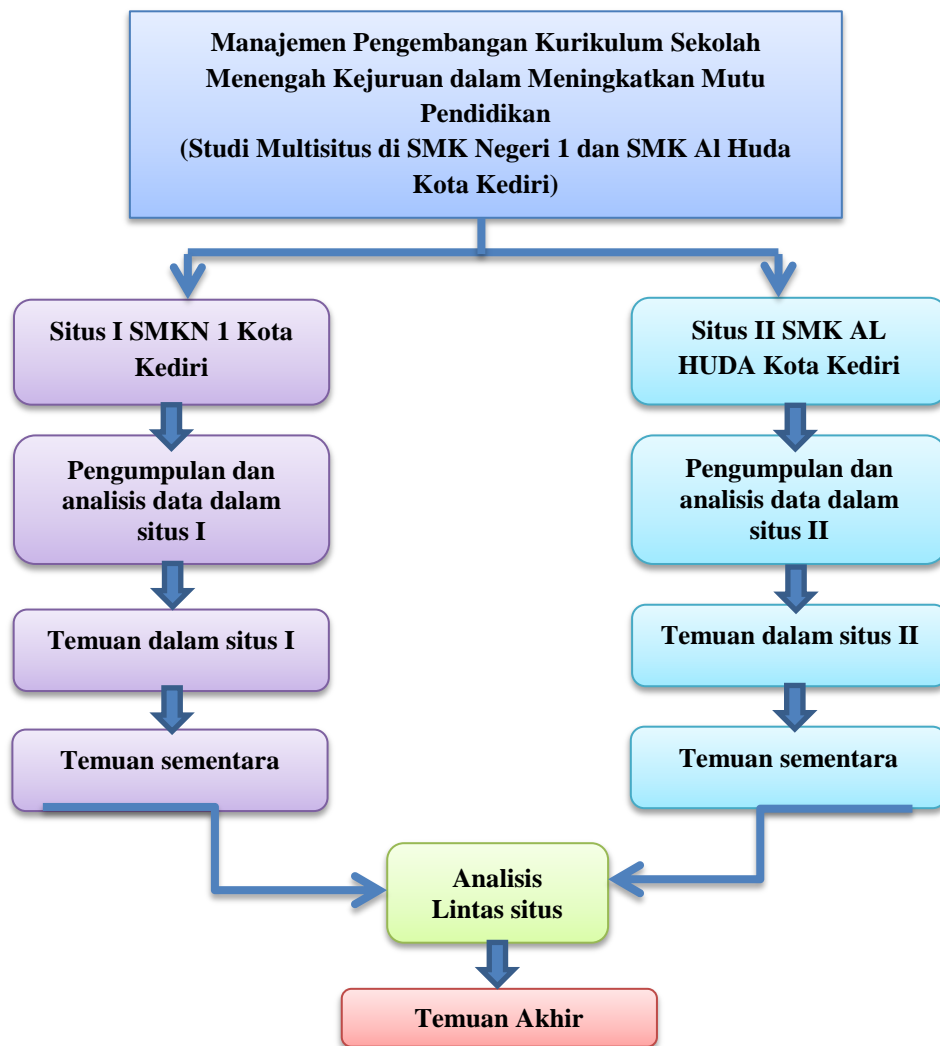 Manajemen Pengembangan Kurikulum Sekolah
Menengah Kejuruan dalam Meningkatkan Mutu
Pendidikan
(Studi Multisitus di SMK Negeri 1 dan SMK Al Huda
Kota Kediri)
Situs I SMKN 1 Kota
Kediri
Pengumpulan dan
analisis data dalam
situs I
Temuan dalam situs I
Temuan sementara
Situs II SMK AL
HUDA Kota Kediri
Pengumpulan dan
analisis data dalam
situs II
Temuan dalam situs II
Temuan sementara
Analisis
Lintas situs
Temuan Akhir